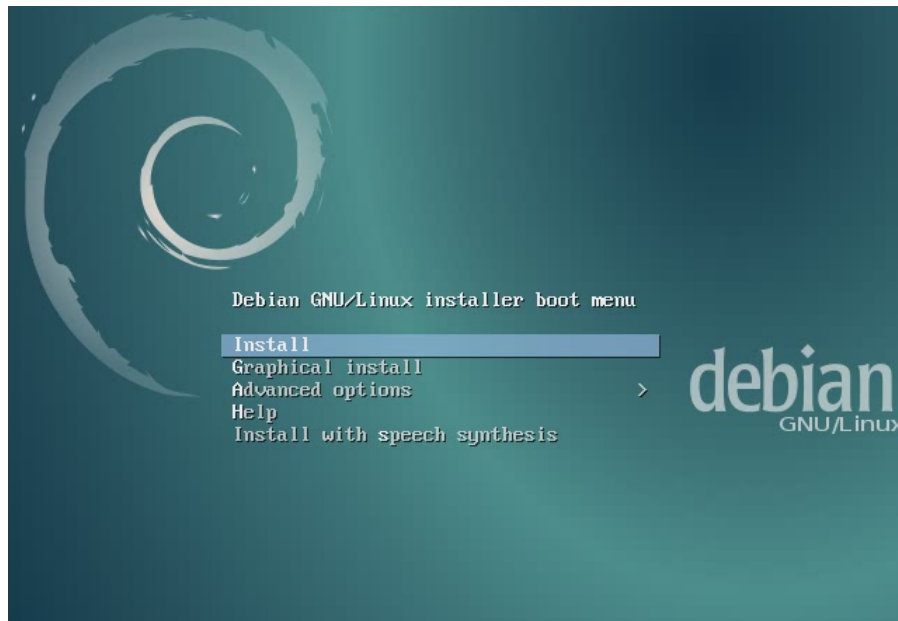 Debian GNU/Linux installer boot menu
Install
Graphical install
Advanced options >
Help
Install with speech synthesis
debian
GNU/Linux